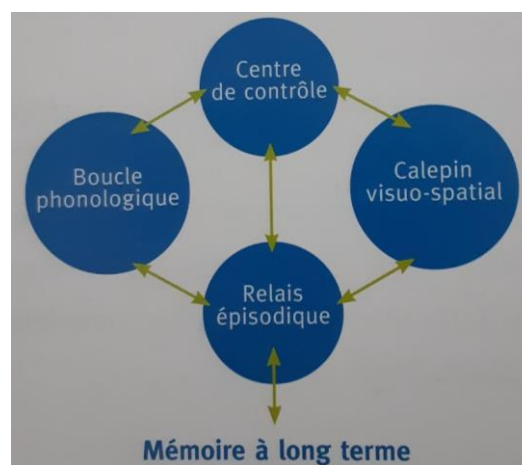 Centre
de contrôle
Boucle
phonologique
Calepin
visuo-spatial
Relais
épisodique
Mémoire à long terme